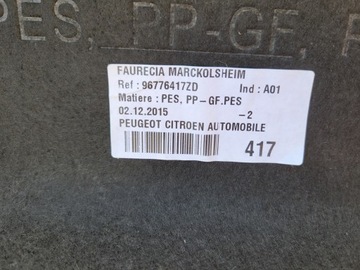 PES, PP-GF,
FAURECIA MARCKOLSHEIM
Ref : 96776417ZD Ind : A01
Matiere : PES, PP-GF.PES
02.12.2015 -2
PEUGEOT CITROEN AUTOMOBILE
417